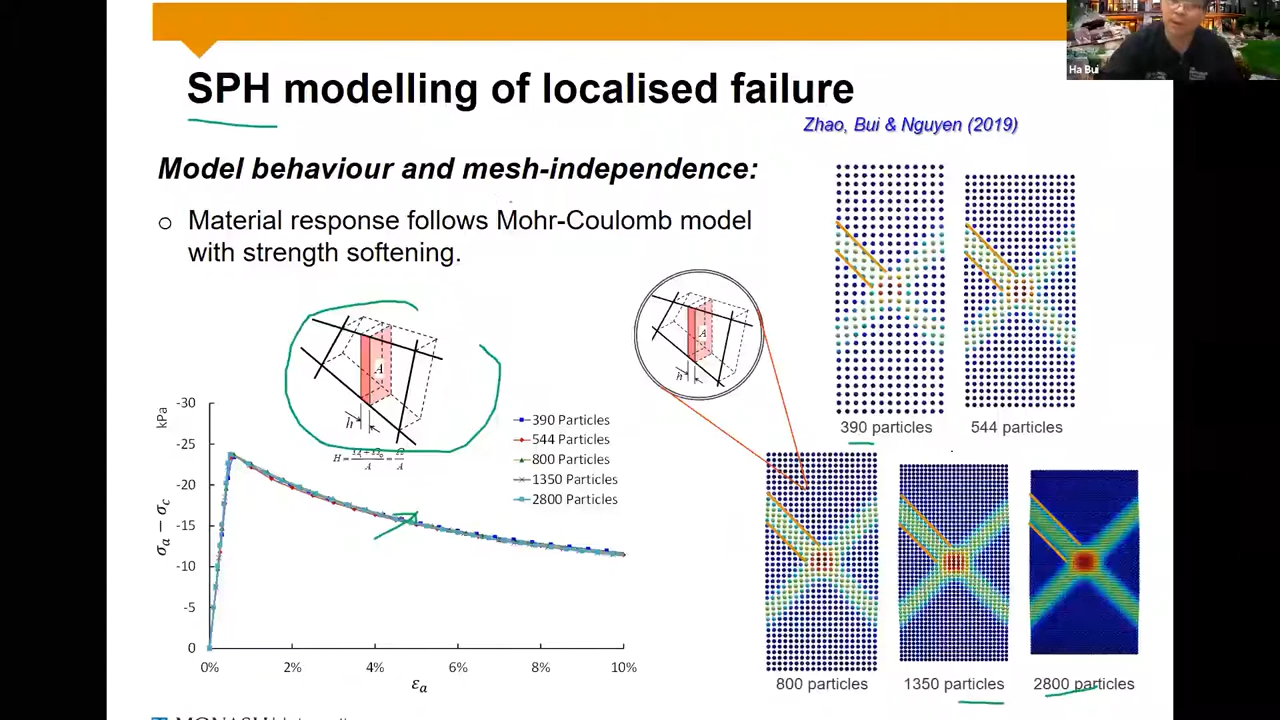 SPH modelling of localised failure
Ha Bui
Zhao, Bui & Nguyen (2019)
Model behaviour and mesh-independence:
o Material response follows Mohr-Coulomb model
with strength softening.
A
h
A
h
390 particles
544 particles
800 particles
1350 particles
2800 particles
390 Particles
544 Particles
800 Particles
1350 Particles
2800 Particles
kPa
σa − σc
-30
-25
-20
-15
-10
-5
0
0%
2%
4%
6%
8%
10%
εa